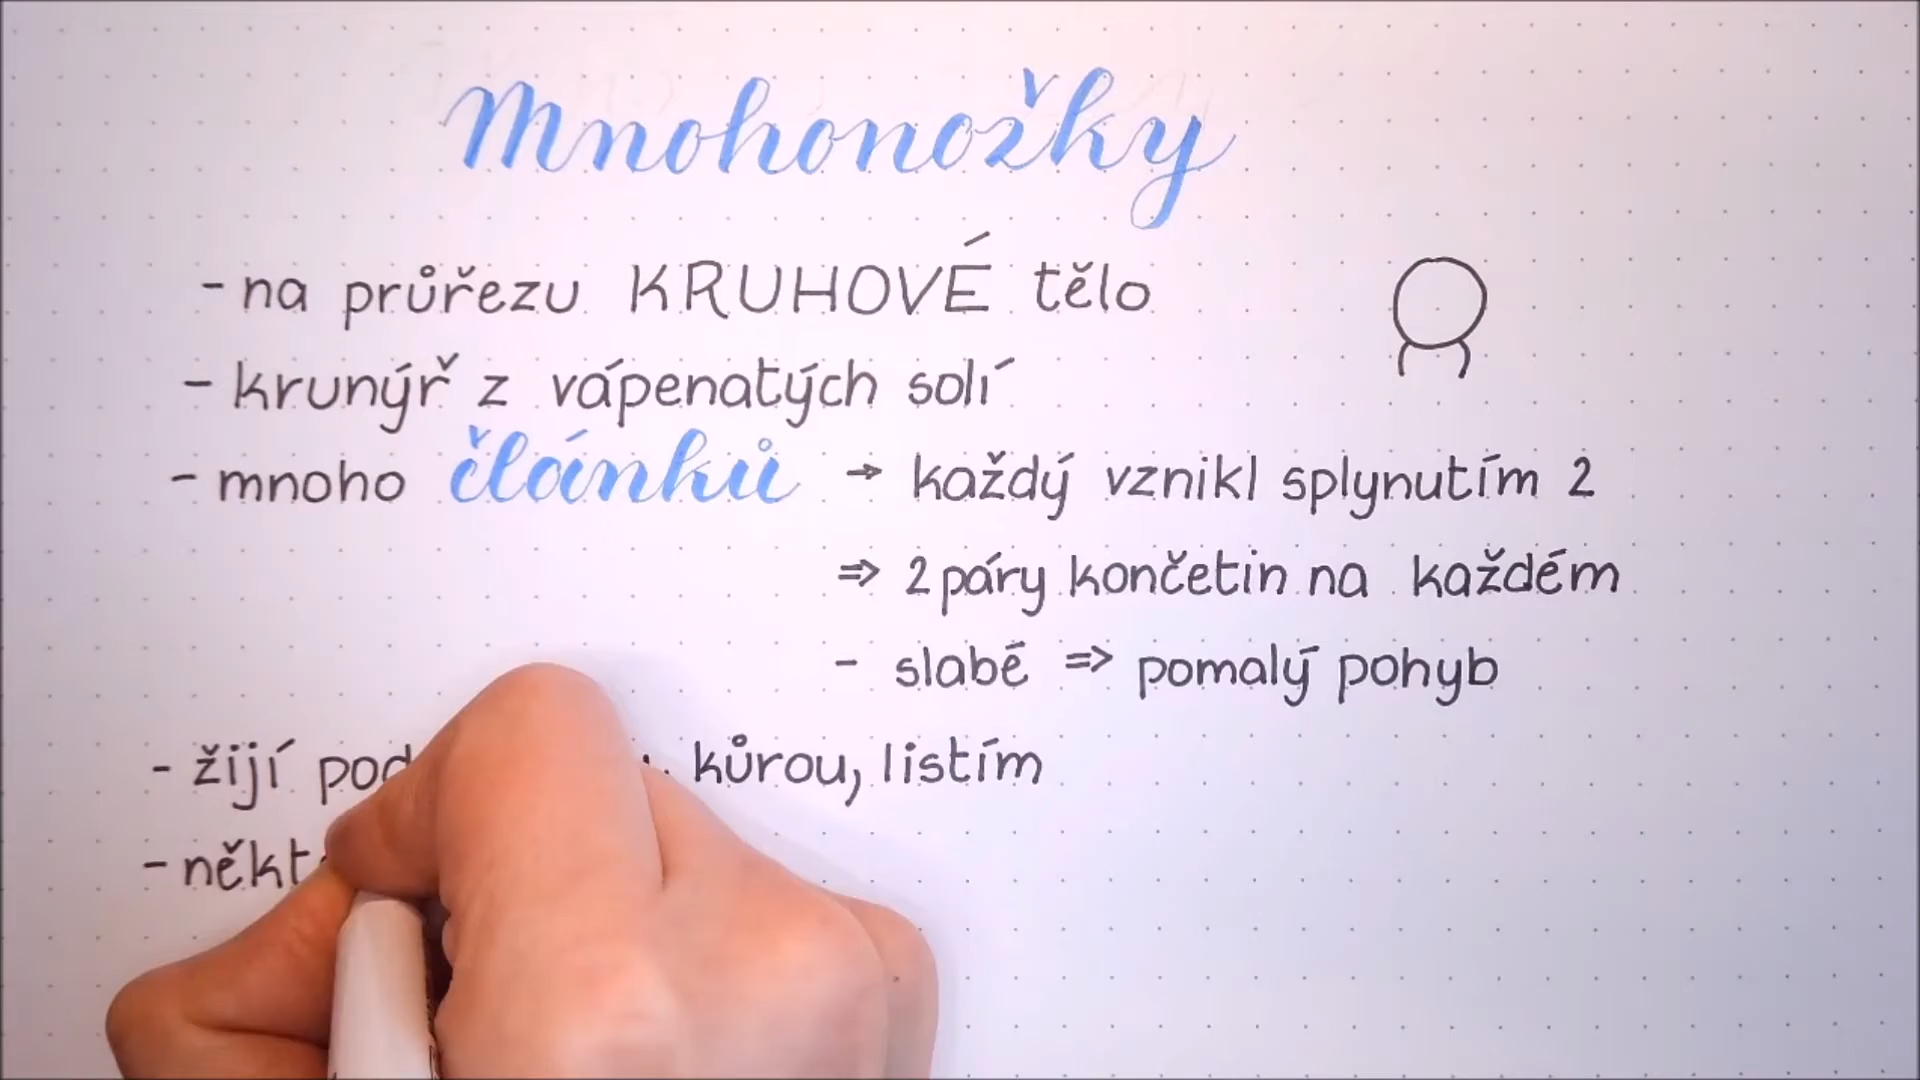 Mnohonožky
- na průřezu KRUHOVÉ tělo
- krunýř z vápenatých solí
- mnoho článků → každý vznikl splynutím 2
⇒ 2 páry končetin na každém
- slabé ⇒ pomalý pohyb
- žijí pod kůrou, listím
-